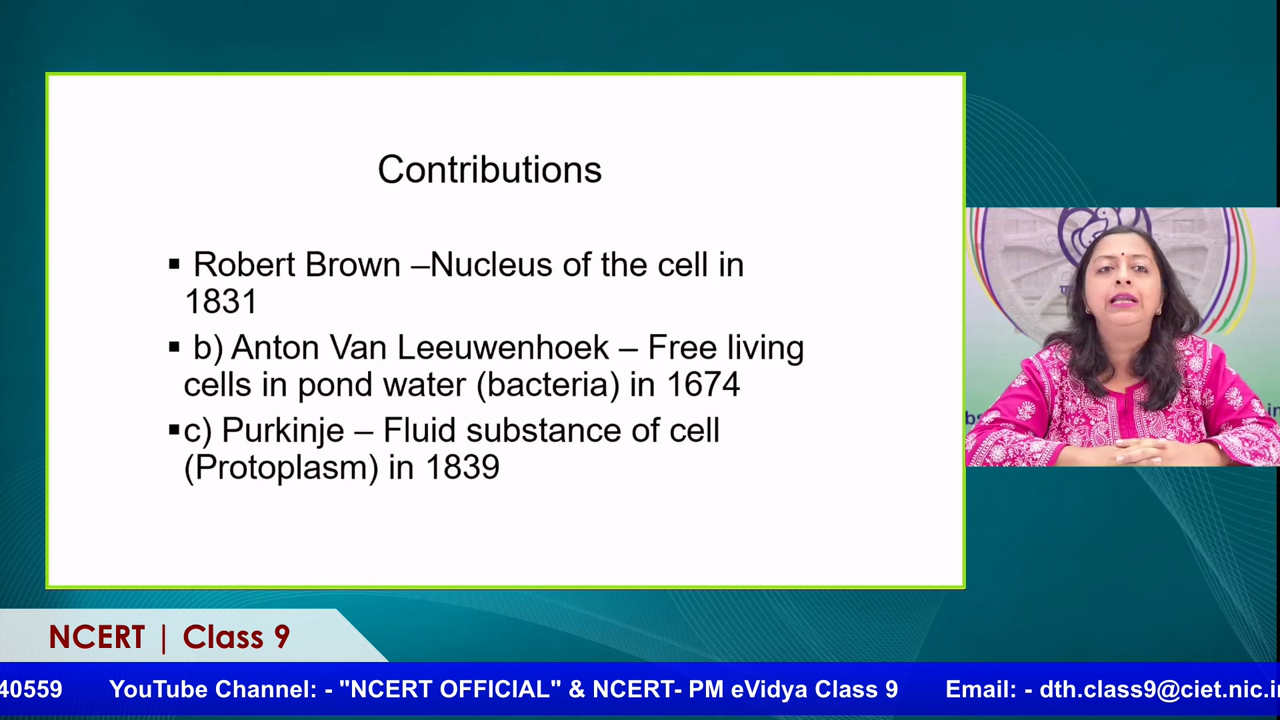 Contributions
▪ Robert Brown –Nucleus of the cell in
1831
▪ b) Anton Van Leeuwenhoek – Free living
cells in pond water (bacteria) in 1674
▪c) Purkinje – Fluid substance of cell
(Protoplasm) in 1839
NCERT | Class 9
40559 YouTube Channel: - "NCERT OFFICIAL" & NCERT- PM eVidya Class 9 Email: - dth.class9@ciet.nic.i